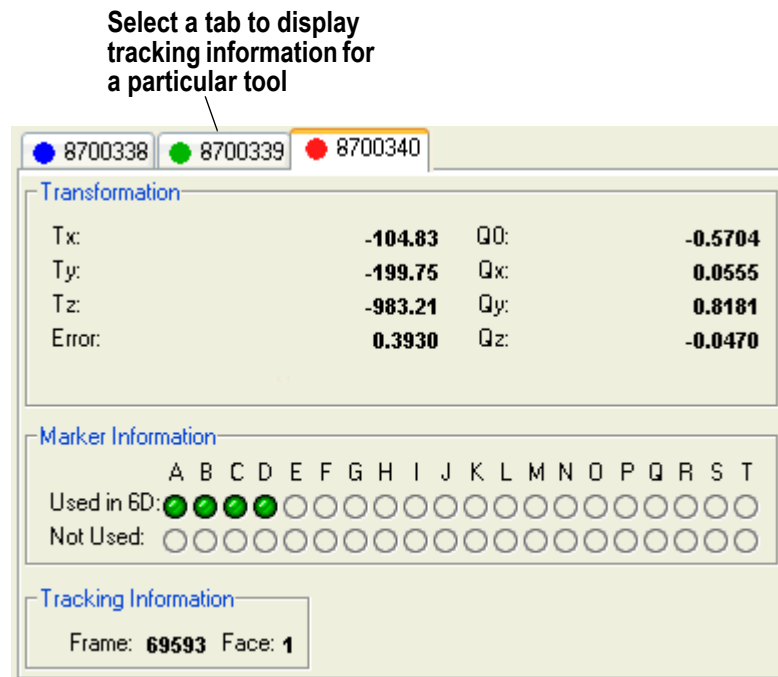 Select a tab to display
tracking information for
a particular tool
8700338 8700339 8700340
Transformation
Tx: -104.83 Q0: -0.5704
Ty: -199.75 Qx: 0.0555
Tz: -983.21 Qy: 0.8181
Error: 0.3930 Qz: -0.0470
Marker Information
A B C D E F G H I J K L M N O P Q R S T
Used in 6D:
Not Used:
Tracking Information
Frame: 69593 Face: 1